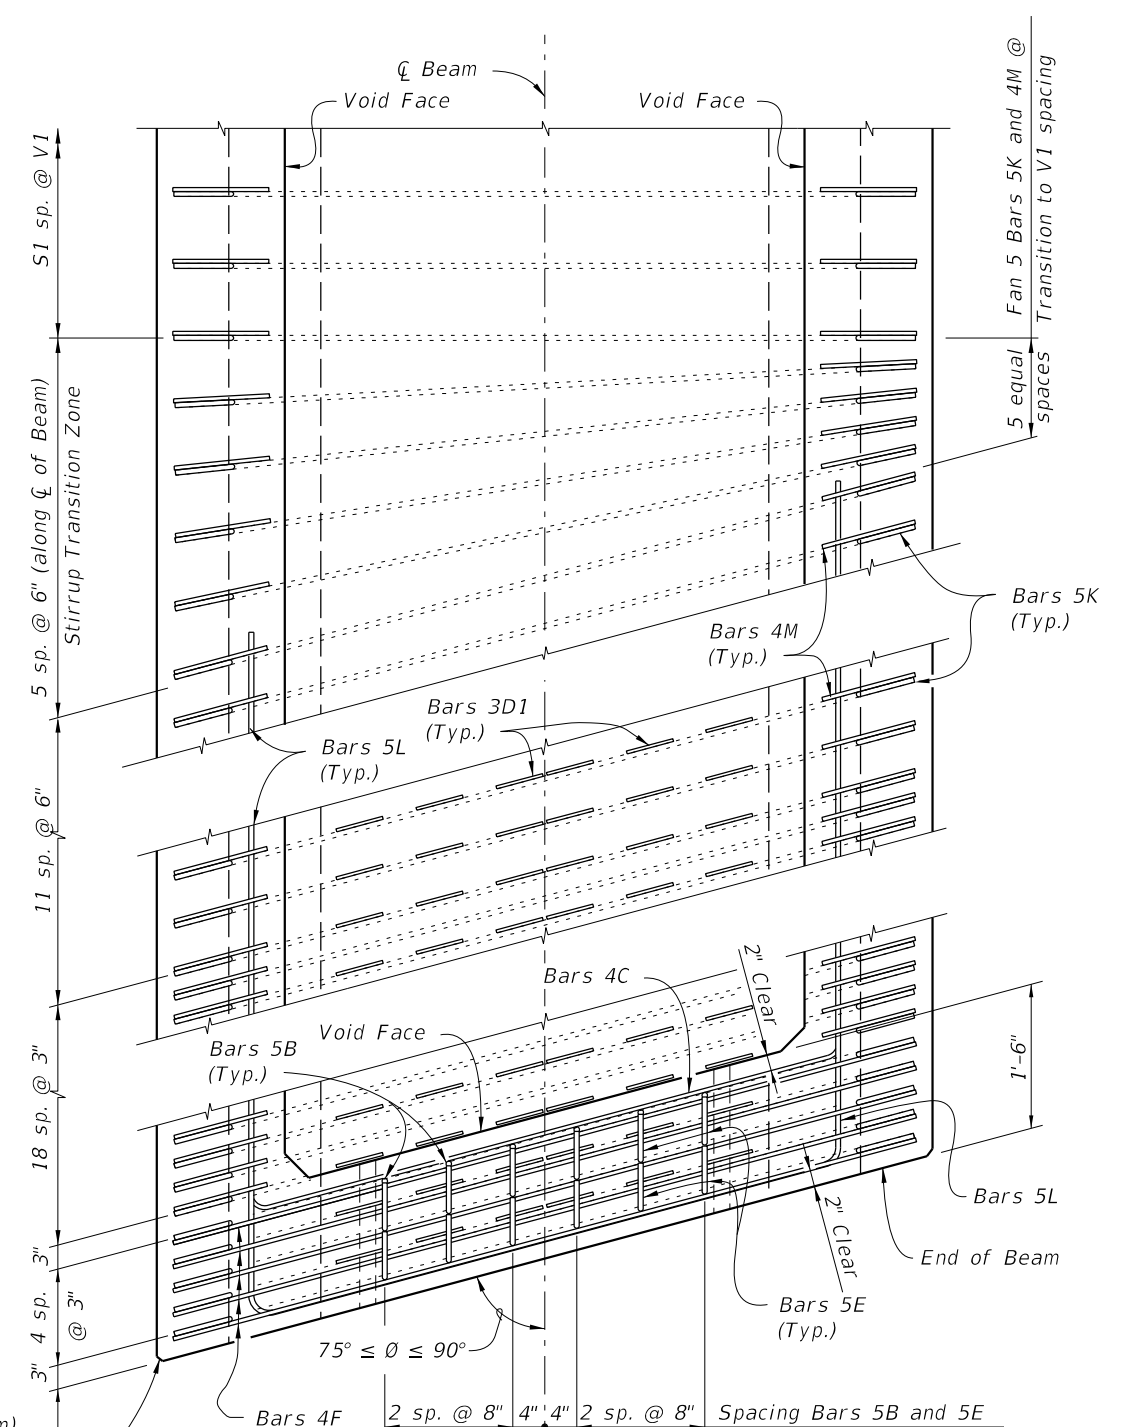 ℄ Beam
Void Face
Void Face
S1 sp. @ V1
Fan 5 Bars 5K and 4M @
Transition to V1 spacing
5 equal
spaces
5 sp. @ 6" (along ℄ of Beam)
Stirrup Transition Zone
Bars 5K
(Typ.)
Bars 4M
(Typ.)
Bars 3D1
(Typ.)
Bars 5L
(Typ.)
11 sp. @ 6"
Bars 4C
2" Clear
Void Face
Bars 5B
(Typ.)
18 sp. @ 3"
1'-6"
Bars 5L
2" Clear
End of Beam
3"
4 sp.
@ 3"
Bars 5E
(Typ.)
75° ≤ Ø ≤ 90°
3"
Bars 4F
2 sp. @ 8"
4"
4"
2 sp. @ 8"
Spacing Bars 5B and 5E